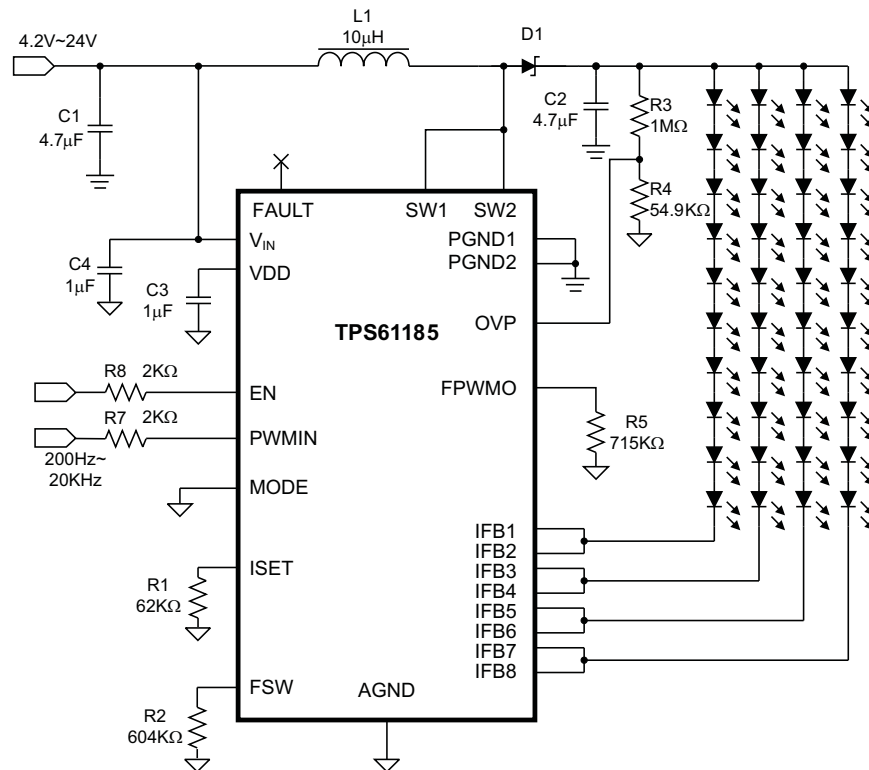 4.2V~24V
L1
10μH
D1
C1
4.7μF
C2
4.7μF
R3
1MΩ
R4
54.9KΩ
FAULT
SW1
SW2
VIN
PGND1
C4
1μF
VDD
PGND2
C3
1μF
TPS61185
OVP
R8
2KΩ
EN
FPWMO
R7
2KΩ
PWMIN
200Hz~
20KHz
R5
715KΩ
MODE
IFB1
IFB2
ISET
IFB3
IFB4
R1
62KΩ
IFB5
IFB6
IFB7
IFB8
FSW
AGND
R2
604KΩ